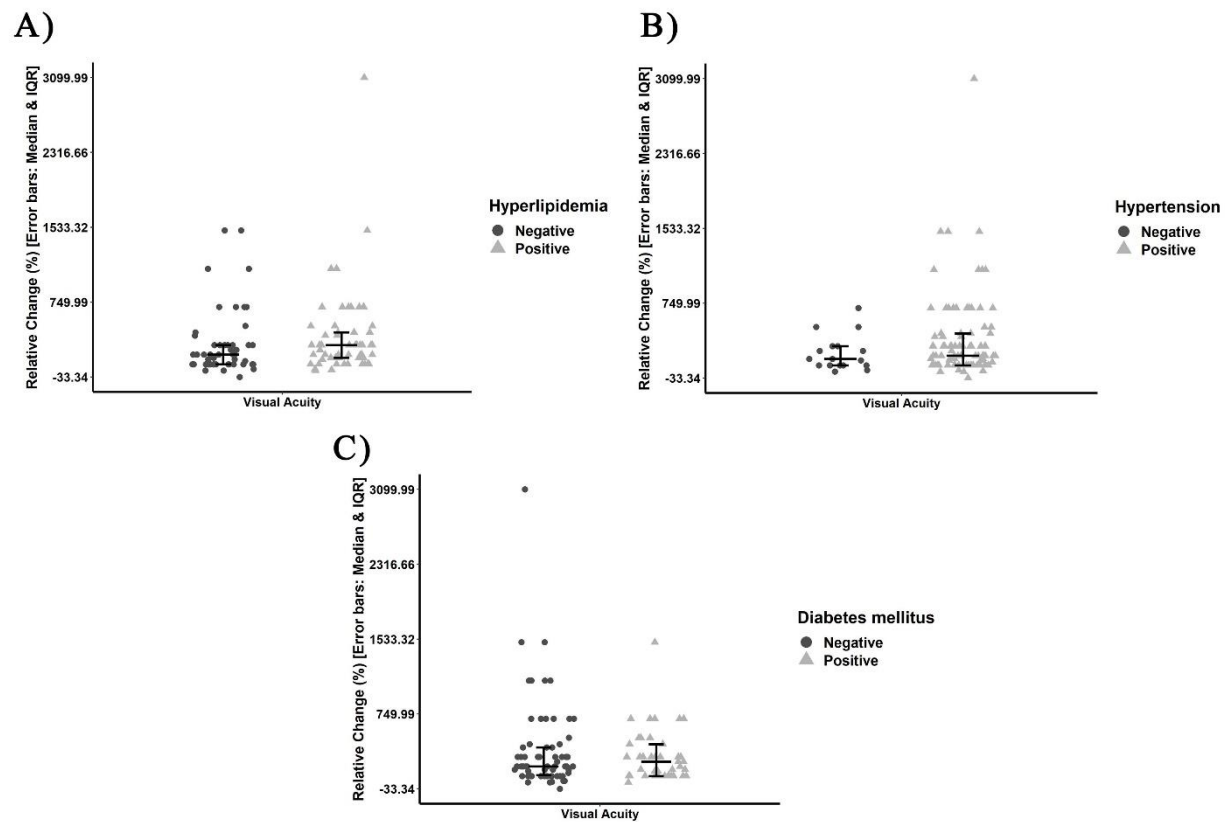 A)
Relative Change (%) [Error bars: Median & IQR]
3099.99
2316.66
1533.32
749.99
-33.34
Visual Acuity
Hyperlipidemia
Negative
Positive
B)
Relative Change (%) [Error bars: Median & IQR]
3099.99
2316.66
1533.32
749.99
-33.34
Visual Acuity
Hypertension
Negative
Positive
C)
Relative Change (%) [Error bars: Median & IQR]
3099.99
2316.66
1533.32
749.99
-33.34
Visual Acuity
Diabetes mellitus
Negative
Positive